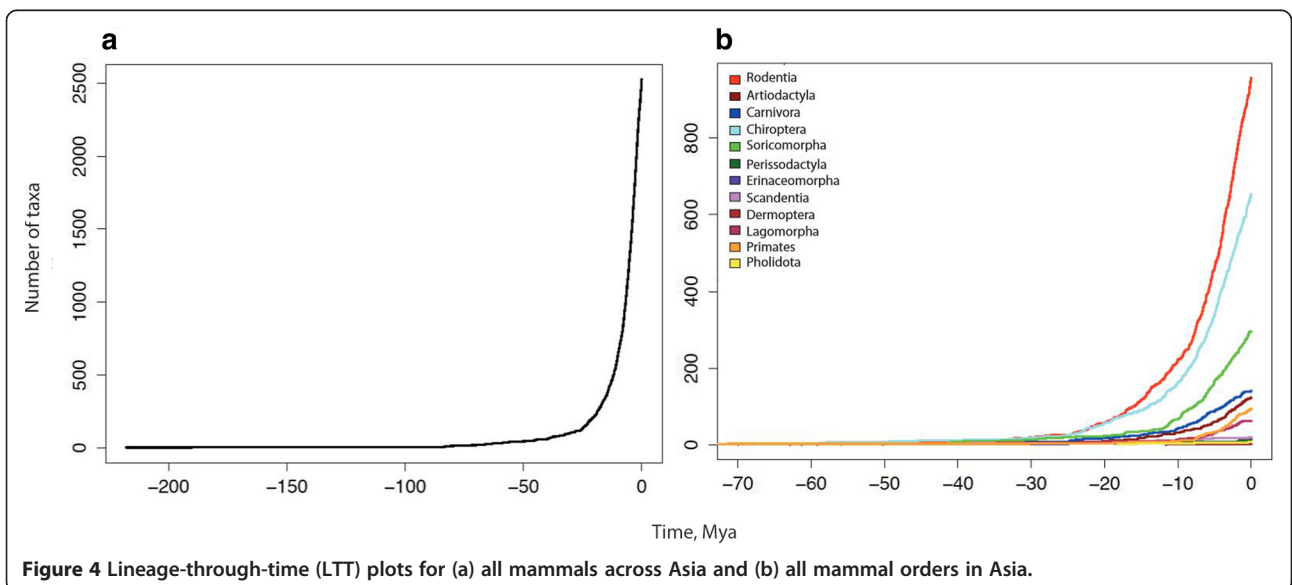 a
2500
2000
1500
1000
500
0
Number of taxa
−200 −150 −100 −50 0
b
Rodentia
Artiodactyla
Carnivora
Chiroptera
Soricomorpha
Perissodactyla
Erinaceomorpha
Scandentia
Dermoptera
Lagomorpha
Primates
Pholidota
800
600
400
200
0
−70 −60 −50 −40 −30 −20 −10 0
Time, Mya
Figure 4 Lineage-through-time (LTT) plots for (a) all mammals across Asia and (b) all mammal orders in Asia.